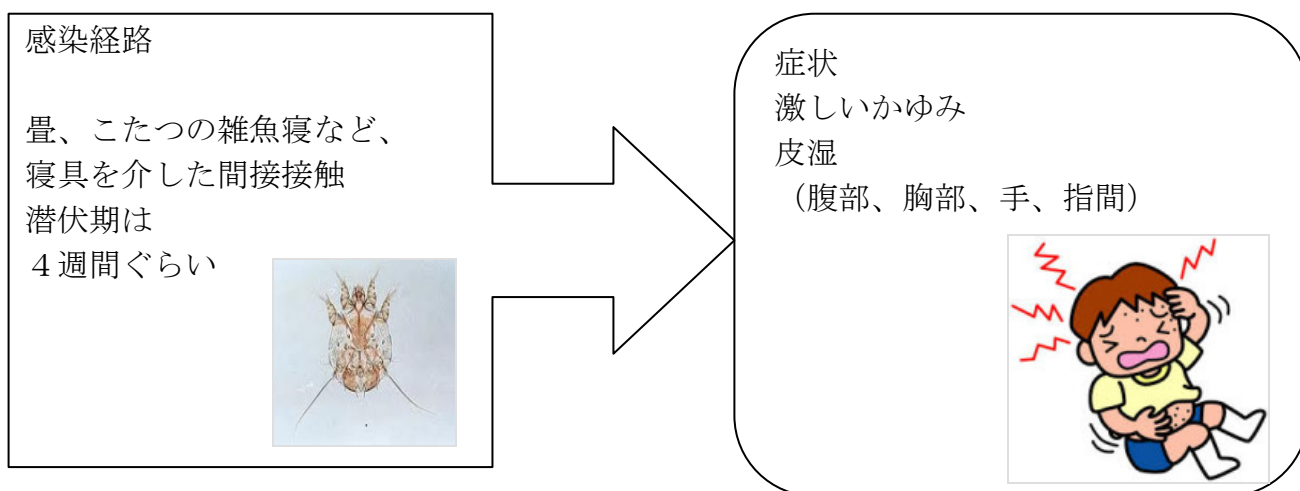 感染経路
畳、こたつの雑魚寝など、
寝具を介した間接接触
潜伏期は
４週間ぐらい
症状
激しいかゆみ
皮湿
（腹部、胸部、手、指間）